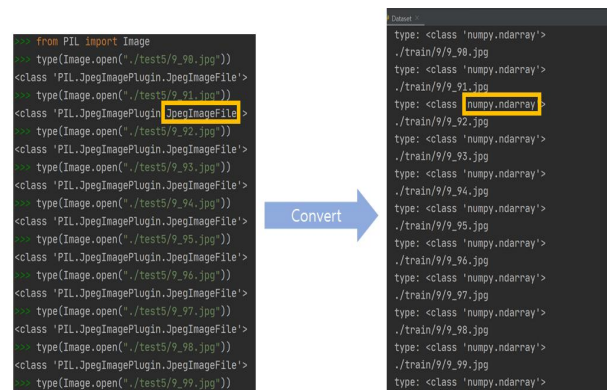 >>> from PIL import Image
>>> type(Image.open("./test5/9_90.jpg"))
<class 'PIL.JpegImagePlugin.JpegImageFile'>
>>> type(Image.open("./test5/9_91.jpg"))
<class 'PIL.JpegImagePlugin.JpegImageFile'>
>>> type(Image.open("./test5/9_92.jpg"))
<class 'PIL.JpegImagePlugin.JpegImageFile'>
>>> type(Image.open("./test5/9_93.jpg"))
<class 'PIL.JpegImagePlugin.JpegImageFile'>
>>> type(Image.open("./test5/9_94.jpg"))
<class 'PIL.JpegImagePlugin.JpegImageFile'>
>>> type(Image.open("./test5/9_95.jpg"))
<class 'PIL.JpegImagePlugin.JpegImageFile'>
>>> type(Image.open("./test5/9_96.jpg"))
<class 'PIL.JpegImagePlugin.JpegImageFile'>
>>> type(Image.open("./test5/9_97.jpg"))
<class 'PIL.JpegImagePlugin.JpegImageFile'>
>>> type(Image.open("./test5/9_98.jpg"))
<class 'PIL.JpegImagePlugin.JpegImageFile'>
>>> type(Image.open("./test5/9_99.jpg"))
Convert
Dataset ×
type: <class 'numpy.ndarray'>
./train/9/9_90.jpg
type: <class 'numpy.ndarray'>
./train/9/9_91.jpg
type: <class 'numpy.ndarray'>
./train/9/9_92.jpg
type: <class 'numpy.ndarray'>
./train/9/9_93.jpg
type: <class 'numpy.ndarray'>
./train/9/9_94.jpg
type: <class 'numpy.ndarray'>
./train/9/9_95.jpg
type: <class 'numpy.ndarray'>
./train/9/9_96.jpg
type: <class 'numpy.ndarray'>
./train/9/9_97.jpg
type: <class 'numpy.ndarray'>
./train/9/9_98.jpg
type: <class 'numpy.ndarray'>
./train/9/9_99.jpg
type: <class 'numpy.ndarray'>